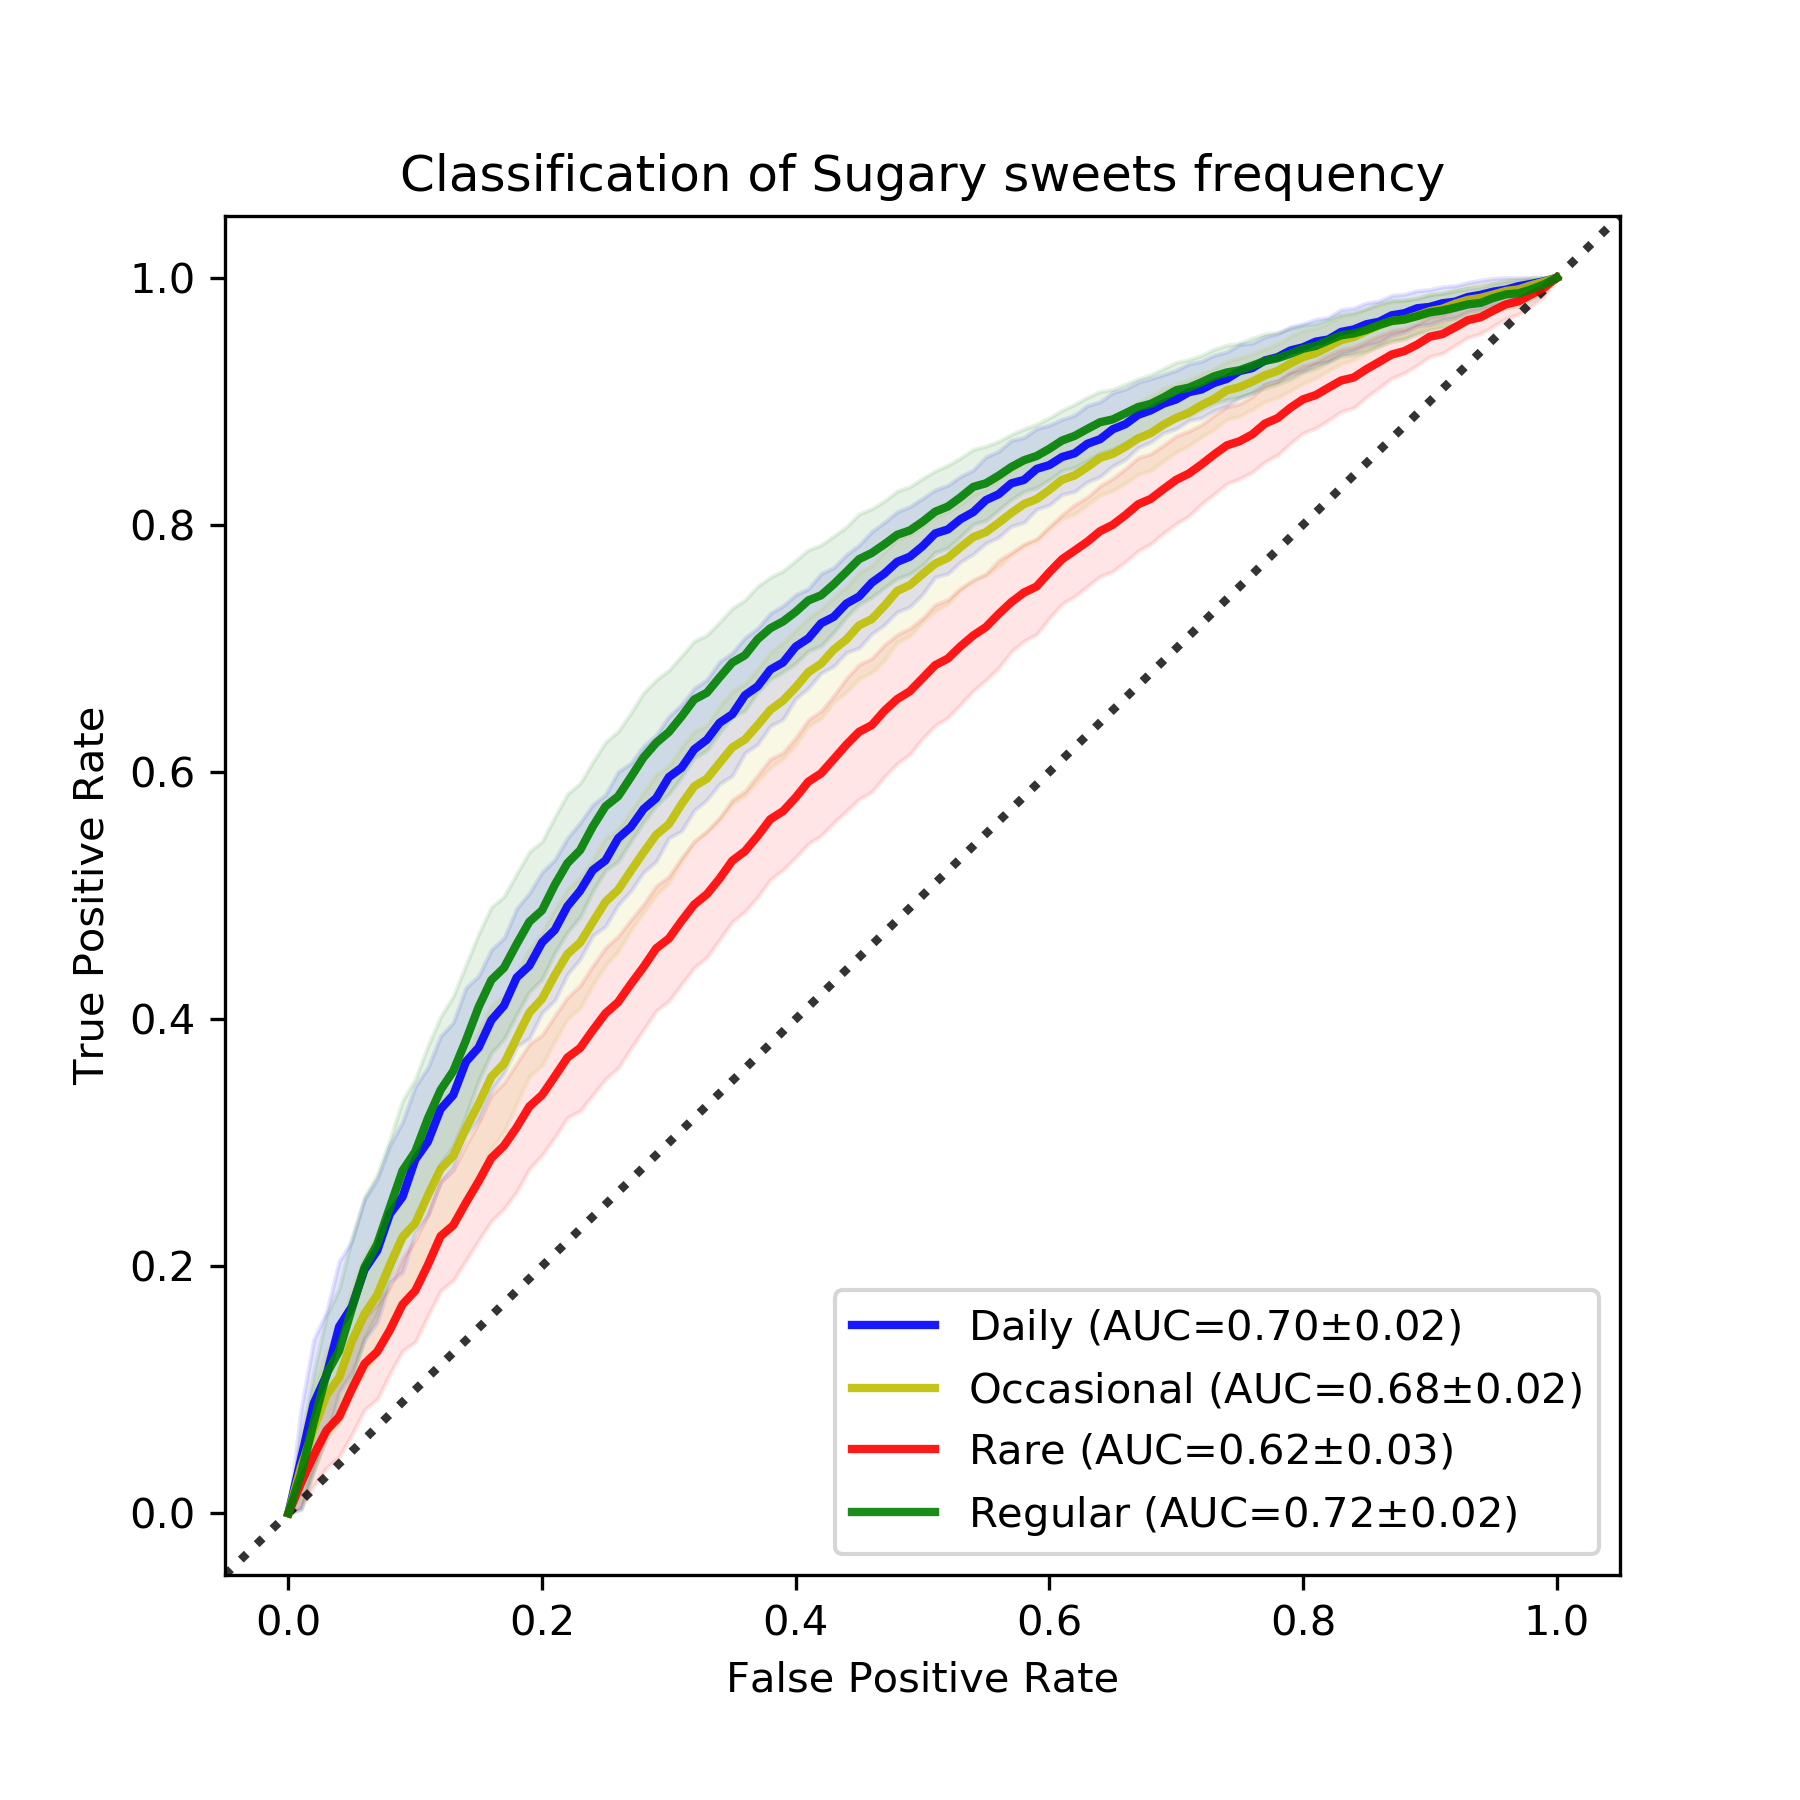 Classification of Sugary sweets frequency
1.0
0.8
0.6
0.4
0.2
0.0
True Positive Rate
Daily (AUC=0.70±0.02)
Occasional (AUC=0.68±0.02)
Rare (AUC=0.62±0.03)
Regular (AUC=0.72±0.02)
0.0 0.2 0.4 0.6 0.8 1.0
False Positive Rate